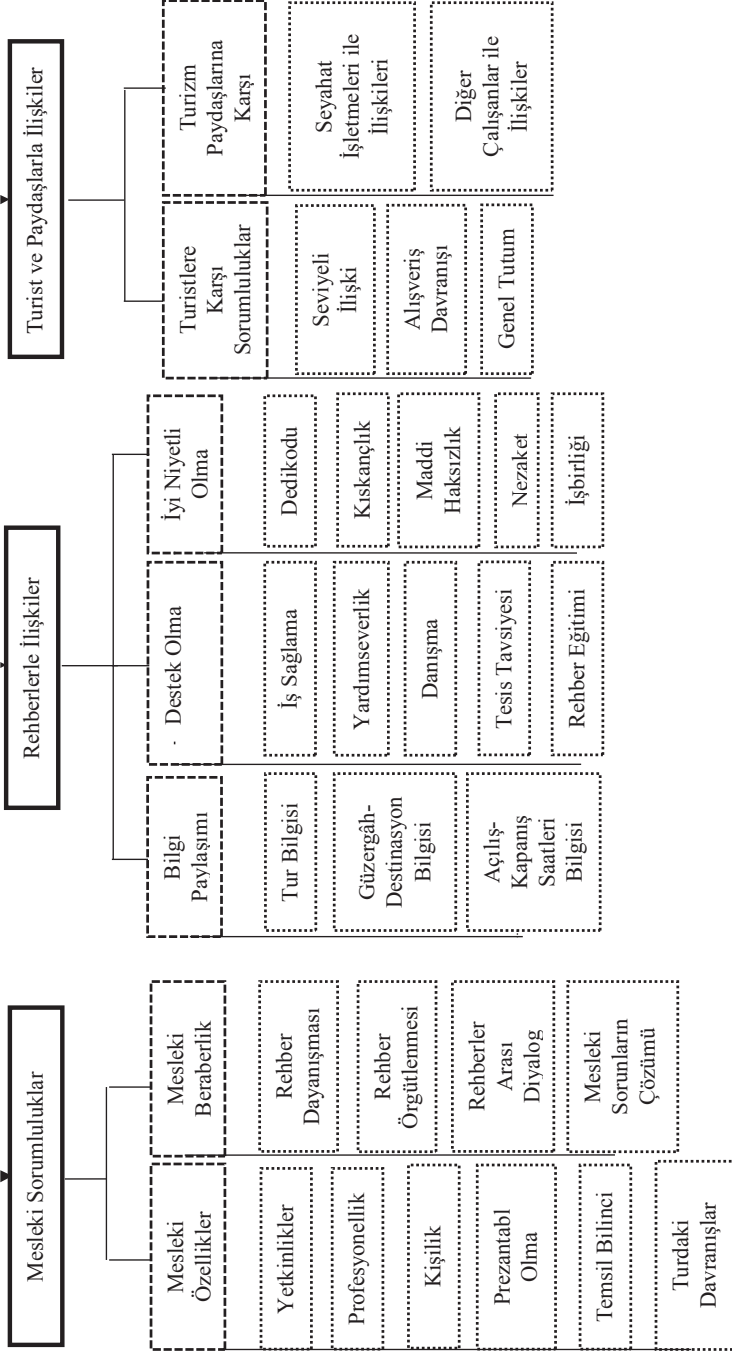 Mesleki Sorumluluklar
Mesleki
Özellikler
Yetkinlikler
Profesyonellik
Kişilik
Prezantabl
Olma
Temsil Bilinci
Turdaki
Davranışlar
Mesleki
Beraberlik
Rehber
Dayanışması
Rehber
Örgütlenmesi
Rehberler
Arası
Diyalog
Mesleki
Sorunların
Çözümü
Rehberlerle İlişkiler
Bilgi
Paylaşımı
Tur Bilgisi
Güzergâh-
Destinasyon
Bilgisi
Açılış-
Kapanış
Saatleri
Bilgisi
Destek Olma
İş Sağlama
Yardımseverlik
Danışma
Tesis Tavsiyesi
Rehber Eğitimi
İyi Niyetli
Olma
Dedikodu
Kıskançlık
Maddi
Haksızlık
Nezaket
İşbirliği
Turist ve Paydaşlarla İlişkiler
Turistlere
Karşı
Sorumluluklar
Seviyeli
İlişki
Alışveriş
Davranışı
Genel Tutum
Turizm
Paydaşlarına
Karşı
Seyahat
İşletmeleri ile
İlişkileri
Diğer
Çalışanlar ile
İlişkiler